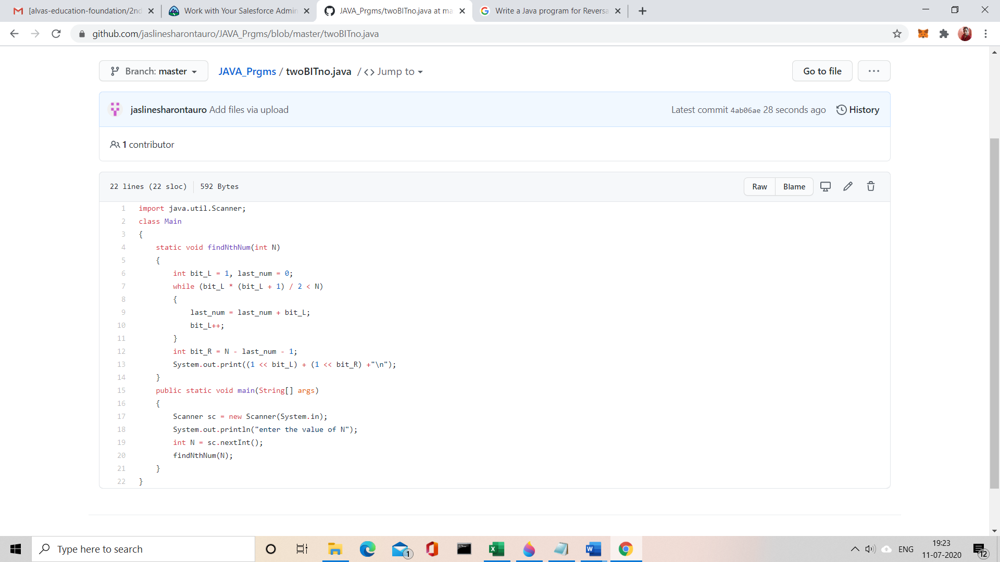 [alvas-education-foundation/2nd
Work with Your Salesforce Admin
JAVA_Prgms/twoBITno.java at ma
Write a Java program for Reversa
github.com/jaslinesharontauro/JAVA_Prgms/blob/master/twoBITno.java
Branch: master
JAVA_Prgms / twoBITno.java / <> Jump to
Go to file
...
jaslinesharontauro Add files via upload
Latest commit 4ab06ae 28 seconds ago
History
1 contributor
22 lines (22 sloc)
592 Bytes
Raw
Blame
1 import java.util.Scanner;
2 class Main
3 {
4     static void findNthNum(int N)
5     {
6         int bit_L = 1, last_num = 0;
7         while (bit_L * (bit_L + 1) / 2 < N)
8         {
9             last_num = last_num + bit_L;
10             bit_L++;
11         }
12         int bit_R = N - last_num - 1;
13         System.out.print((1 << bit_L) + (1 << bit_R) +"\n");
14     }
15     public static void main(String[] args)
16     {
17         Scanner sc = new Scanner(System.in);
18         System.out.println("enter the value of N");
19         int N = sc.nextInt();
20         findNthNum(N);
21     }
22 }
Type here to search
1
ENG
19:23
11-07-2020
12